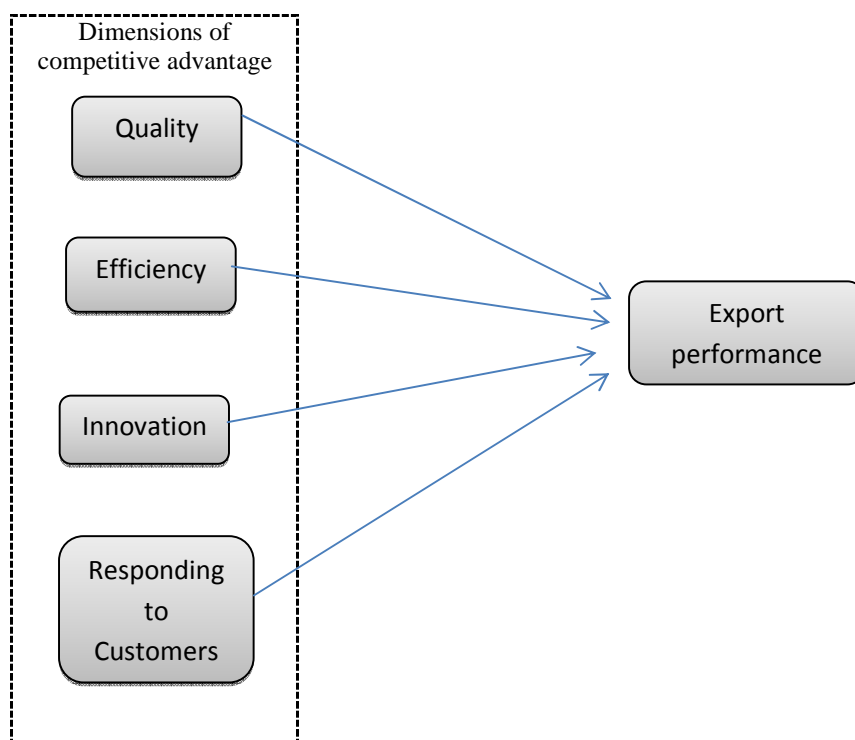 Dimensions of
competitive advantage
Quality
Efficiency
Innovation
Responding
to
Customers
Export
performance